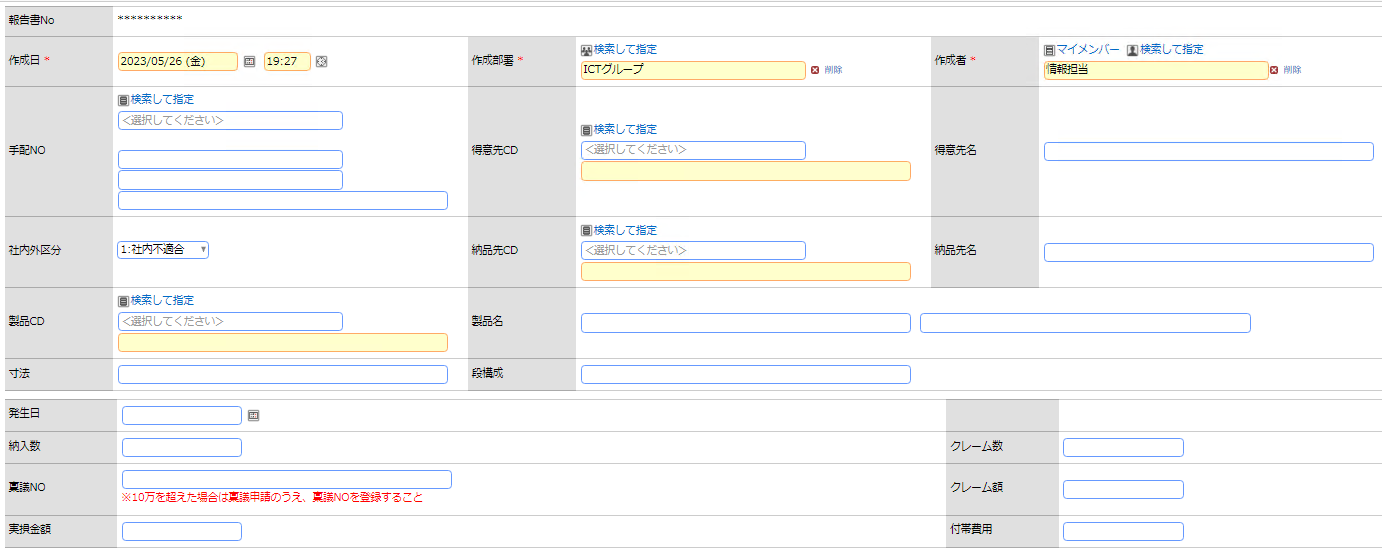 報告書No **********
作成日 * 2023/05/26 (金) 19:27
作成部署 * 検索して指定
ICTグループ 削除
作成者 * マイメンバー 検索して指定
情報担当 削除
手配NO 検索して指定
<選択してください>
得意先CD 検索して指定
<選択してください>
得意先名
社内外区分 1:社内不適合
納品先CD 検索して指定
<選択してください>
納品先名
製品CD 検索して指定
<選択してください>
製品名
寸法 段構成
発生日
納入数 クレーム数
稟議NO
※10万を超えた場合は稟議申請のうえ、稟議NOを登録すること
クレーム額
実損金額 付帯費用